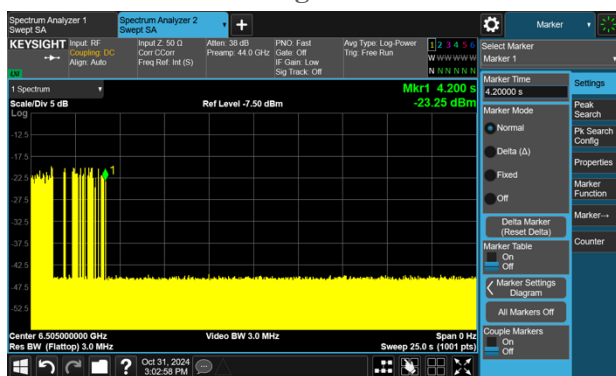 Spectrum Analyzer 1
Swept SA
Spectrum Analyzer 2
Swept SA
Marker
KEYSIGHT
Input: RF
Coupling: DC
Align: Auto
Input Z: 50 Ω
Corr CCorr
Freq Ref: Int (S)
Atten: 38 dB
Preamp: 44.0 GHz
PNO: Fast
Gate: Off
IF Gain: Low
Sig Track: Off
Avg Type: Log-Power
Trig: Free Run
1 2 3 4 5 6
W W W W W W
N N N N N N
Select Marker
Marker 1
1 Spectrum
Scale/Div 5 dB
Log
Ref Level -7.50 dBm
Mkr1 4.200 s
-23.25 dBm
-12.5
-17.5
-22.5
-27.5
-32.5
-37.5
-42.5
-47.5
-52.5
1
Center 6.505000000 GHz
Res BW (Flattop) 3.0 MHz
Video BW 3.0 MHz
Span 0 Hz
Sweep 25.0 s (1001 pts)
Marker Time
4.20000 s
Marker Mode
Normal
Delta (Δ)
Fixed
Off
Delta Marker
(Reset Delta)
Marker Table
On
Off
Marker Settings
Diagram
All Markers Off
Couple Markers
On
Off
Settings
Peak
Search
Pk Search
Config
Properties
Marker
Function
Marker→
Counter
Oct 31, 2024
3:02:58 PM